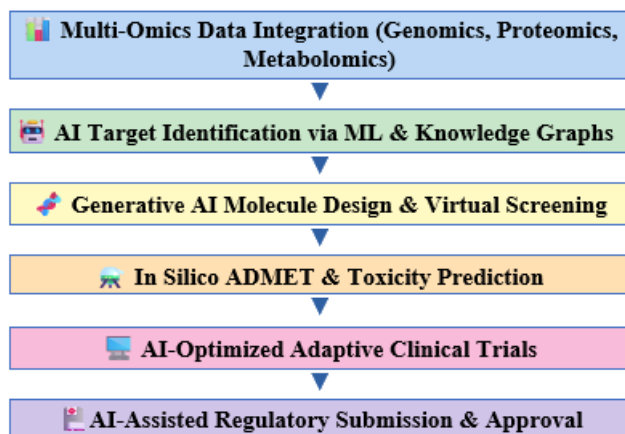 Multi-Omics Data Integration (Genomics, Proteomics,
Metabolomics)
AI Target Identification via ML & Knowledge Graphs
Generative AI Molecule Design & Virtual Screening
In Silico ADMET & Toxicity Prediction
AI-Optimized Adaptive Clinical Trials
AI-Assisted Regulatory Submission & Approval